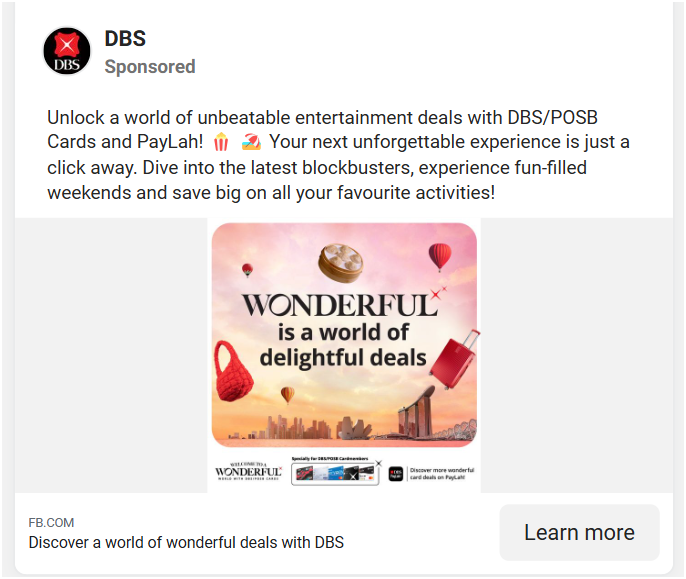 DBS
Sponsored
DBS
Unlock a world of unbeatable entertainment deals with DBS/POSB
Cards and PayLah! 🍿 🏖️ Your next unforgettable experience is just a
click away. Dive into the latest blockbusters, experience fun-filled
weekends and save big on all your favourite activities!
WONDERFUL
is a world of
delightful deals
WELCOME TO A
WONDERFUL
WORLD WITH DBS/POSB CARDS
Specially for DBS/POSB Cardmembers
DBS
PayLah!
Discover more wonderful
card deals on PayLah!
FB.COM
Discover a world of wonderful deals with DBS
Learn more